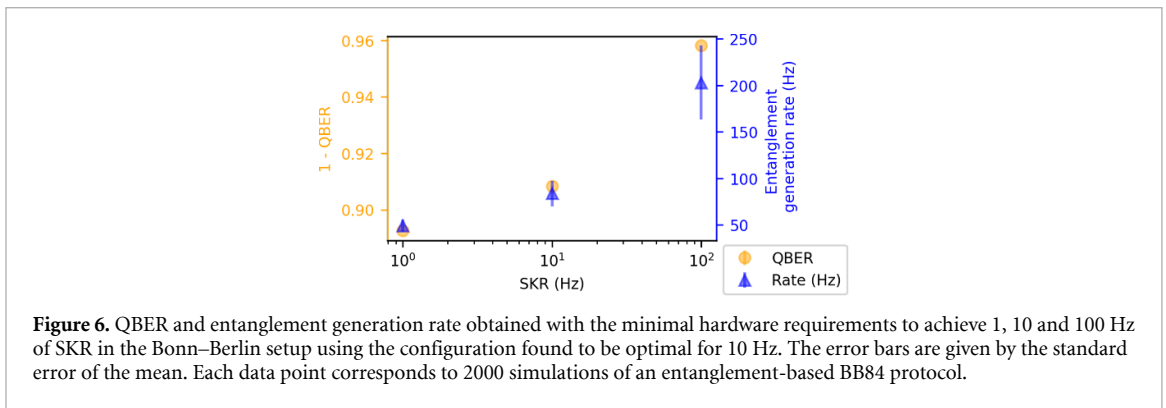 0.96
0.94
0.92
0.90
1 - QBER
250
200
150
100
50
Entanglement
generation rate (Hz)
10⁰
10¹
10²
SKR (Hz)
QBER
Rate (Hz)
Figure 6. QBER and entanglement generation rate obtained with the minimal hardware requirements to achieve 1, 10 and 100 Hz
of SKR in the Bonn–Berlin setup using the configuration found to be optimal for 10 Hz. The error bars are given by the standard
error of the mean. Each data point corresponds to 2000 simulations of an entanglement-based BB84 protocol.